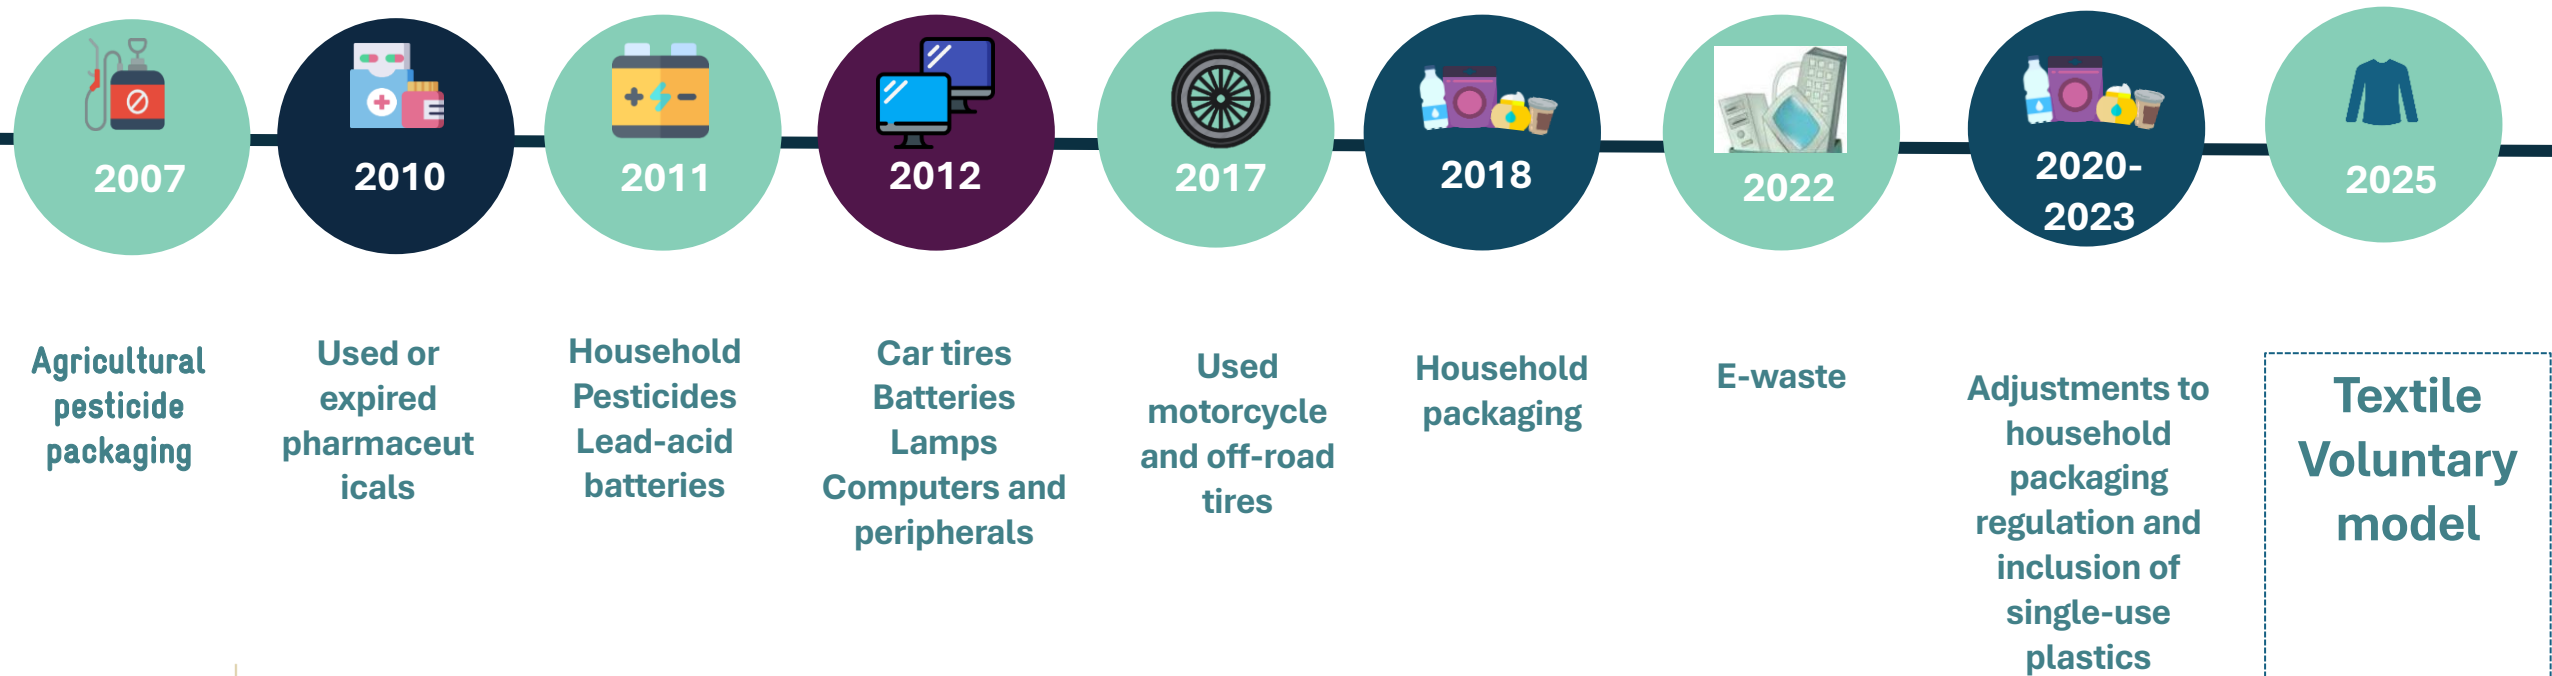 2007
Agricultural
pesticide
packaging
2010
Used or
expired
pharmaceut
icals
2011
Household
Pesticides
Lead-acid
batteries
2012
Car tires
Batteries
Lamps
Computers and
peripherals
2017
Used
motorcycle
and off-road
tires
2018
Household
packaging
2022
E-waste
2020-
2023
Adjustments to
household
packaging
regulation and
inclusion of
single-use
plastics
2025
Textile
Voluntary
model